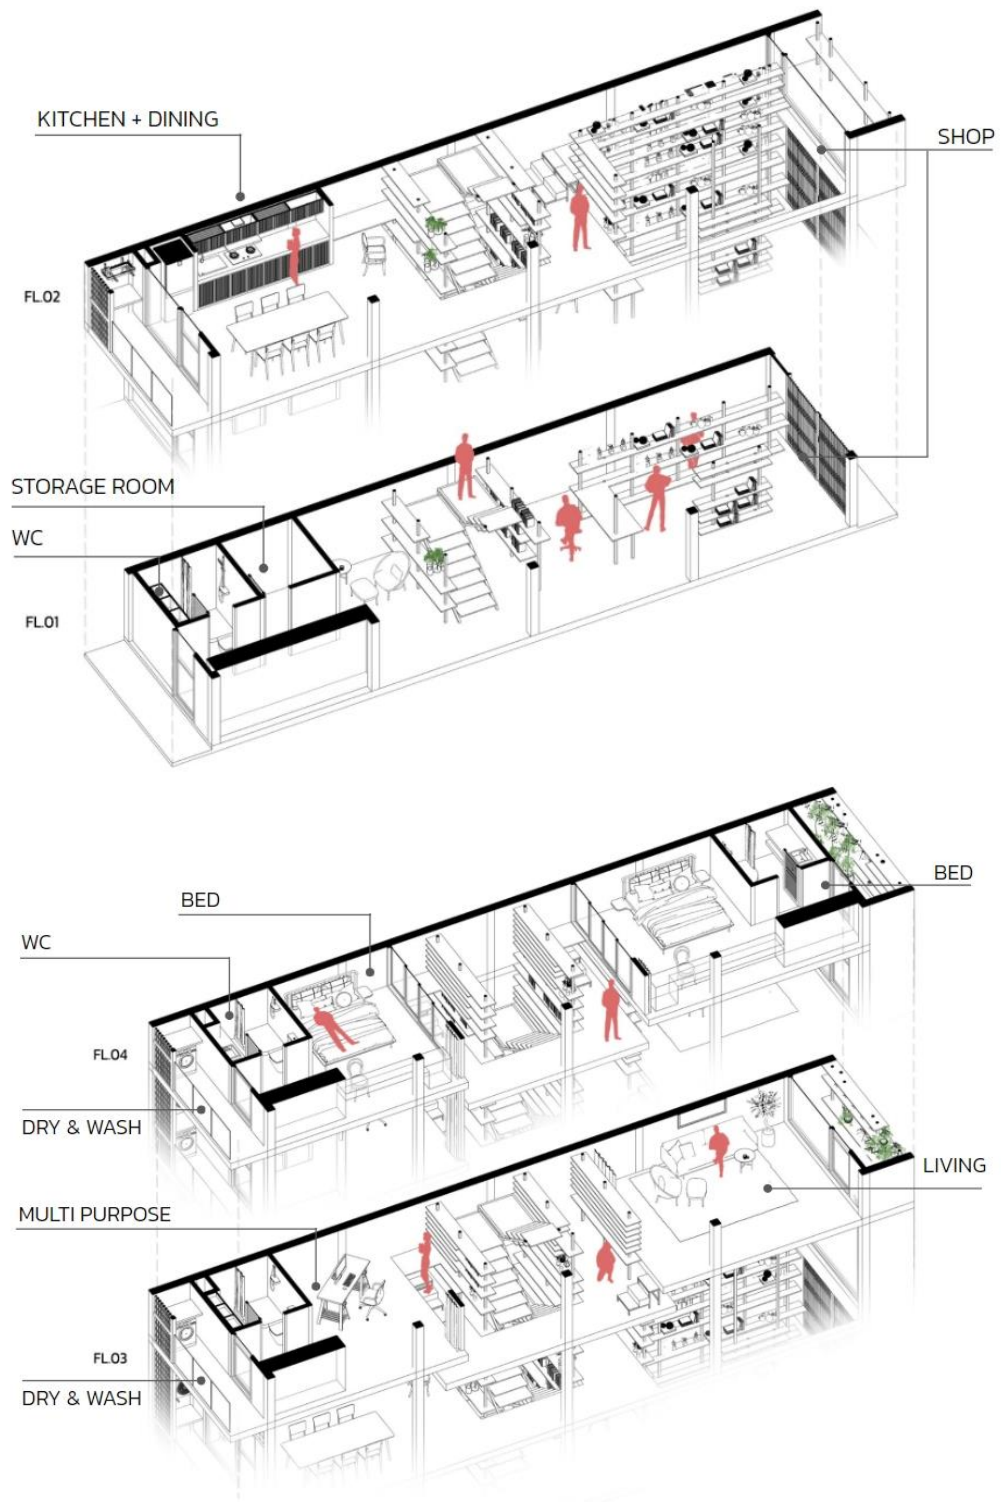 KITCHEN + DINING
SHOP
FL.02
STORAGE ROOM
WC
FL.01
BED
BED
WC
FL.04
DRY & WASH
LIVING
MULTI PURPOSE
FL.03
DRY & WASH